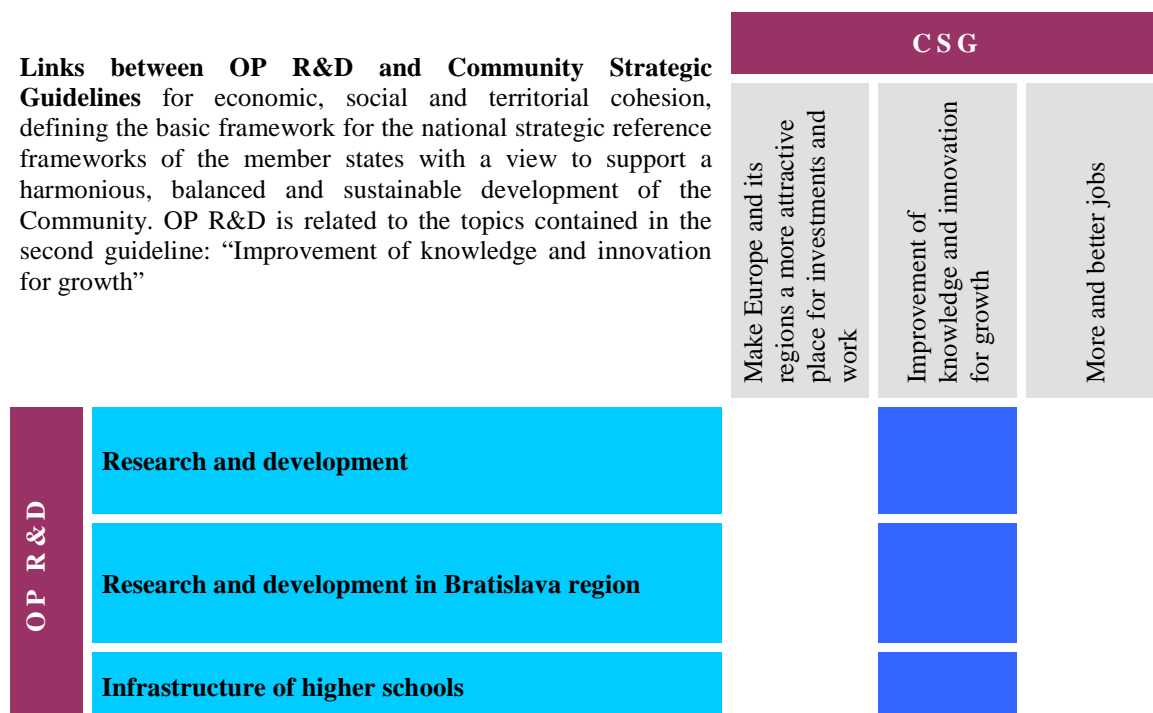 CSG
Links between OP R&D and Community Strategic
Guidelines for economic, social and territorial cohesion,
defining the basic framework for the national strategic reference
frameworks of the member states with a view to support a
harmonious, balanced and sustainable development of the
Community. OP R&D is related to the topics contained in the
second guideline: “Improvement of knowledge and innovation
for growth”
Make Europe and its
regions a more attractive
place for investments and
work
Improvement of
knowledge and innovation
for growth
More and better jobs
OP R&D
Research and development
Research and development in Bratislava region
Infrastructure of higher schools